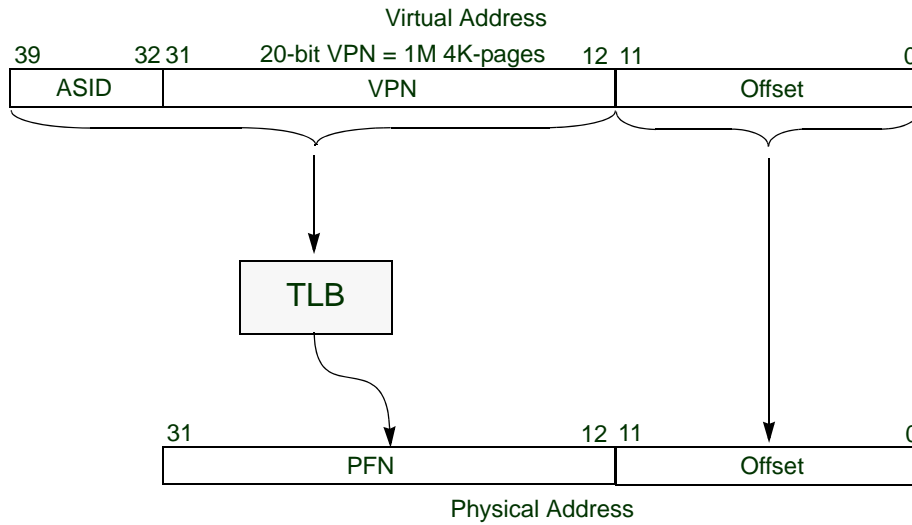 Virtual Address
39 32 31 20-bit VPN = 1M 4K-pages 12 11 0
ASID VPN Offset
TLB
31 12 11 0
PFN Offset
Physical Address